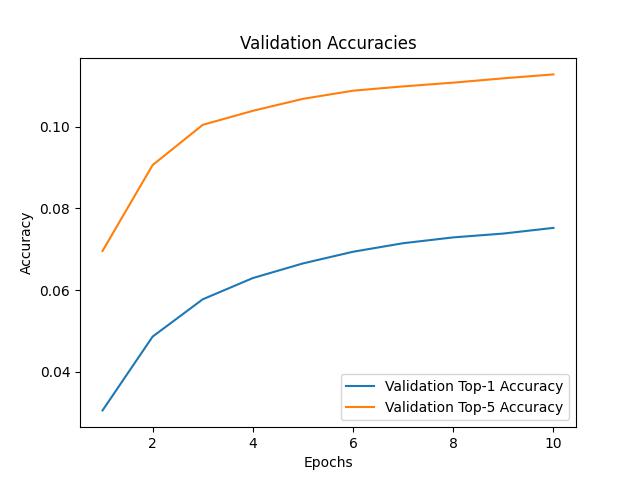 Validation Accuracies
Accuracy
0.10
0.08
0.06
0.04
Validation Top-1 Accuracy
Validation Top-5 Accuracy
2 4 6 8 10
Epochs